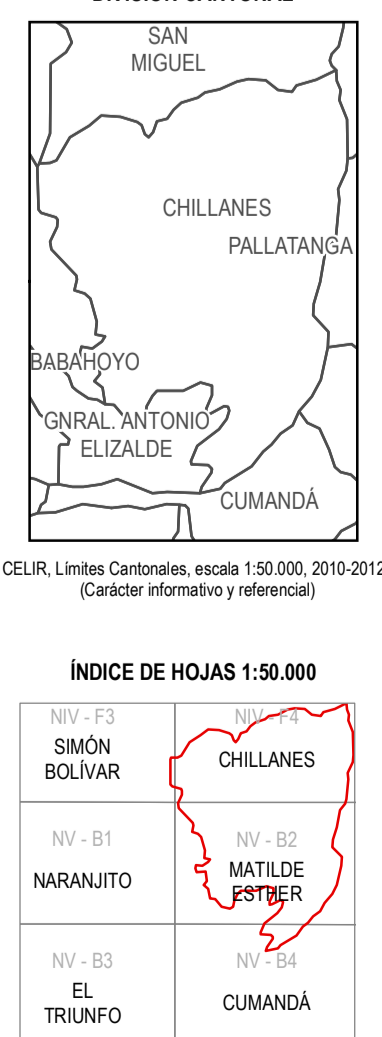 DIVISIÓN CANTONAL
SAN
MIGUEL
CHILLANES
PALLATANGA
BABAHOYO
GNRAL. ANTONIO
ELIZALDE
CUMANDÁ
CELIR, Límites Cantonales, escala 1:50.000, 2010-2012
(Carácter informativo y referencial)
ÍNDICE DE HOJAS 1:50.000
NIV - F3
SIMÓN
BOLÍVAR
NIV - F4
CHILLANES
NV - B1
NARANJITO
NV - B2
MATILDE
ESTHER
NV - B3
EL
TRIUNFO
NV - B4
CUMANDÁ